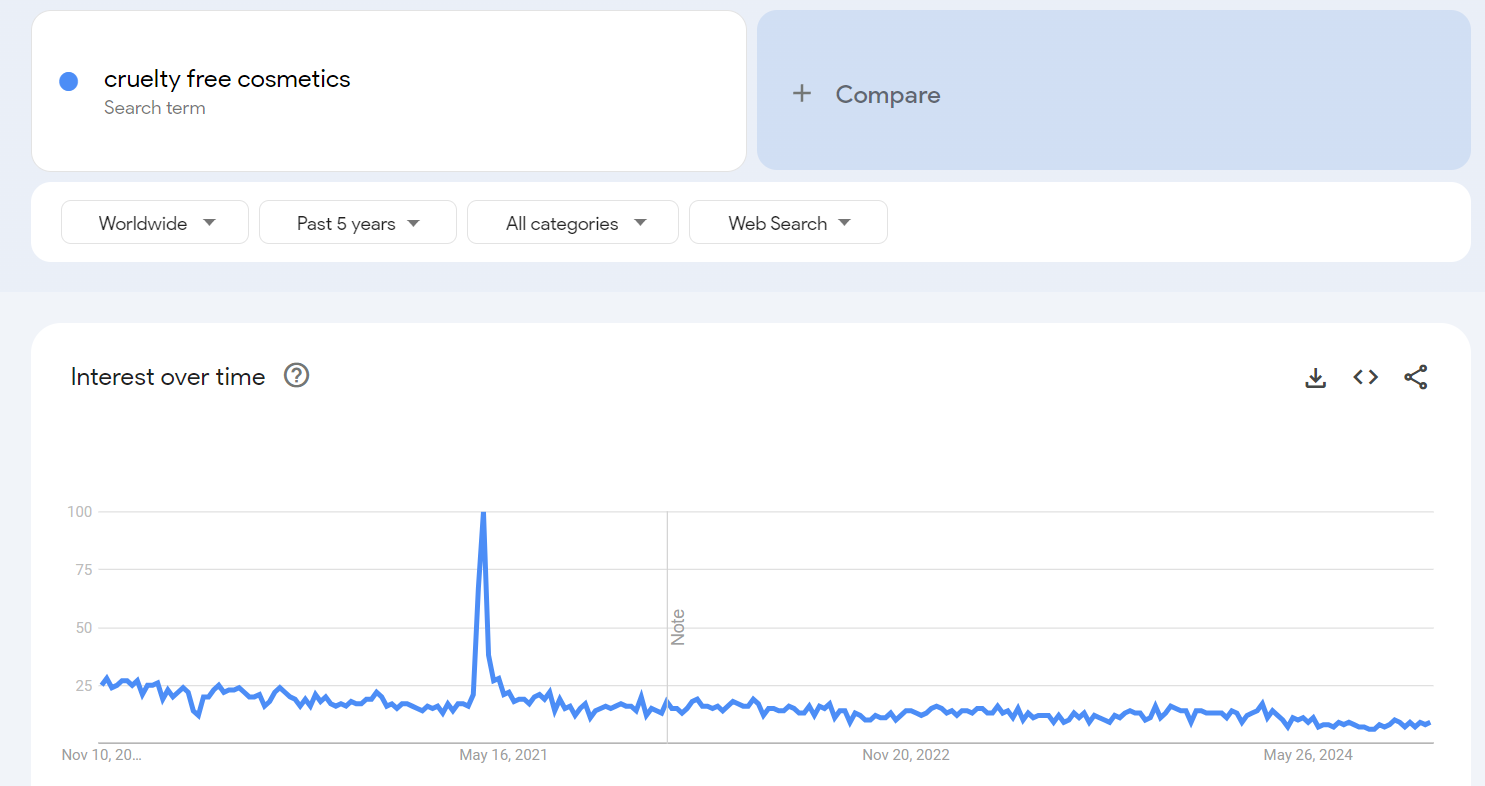 cruelty free cosmetics
Search term
+ Compare
Worldwide
Past 5 years
All categories
Web Search
Interest over time
100
75
50
25
Note
Nov 10, 20...
May 16, 2021
Nov 20, 2022
May 26, 2024